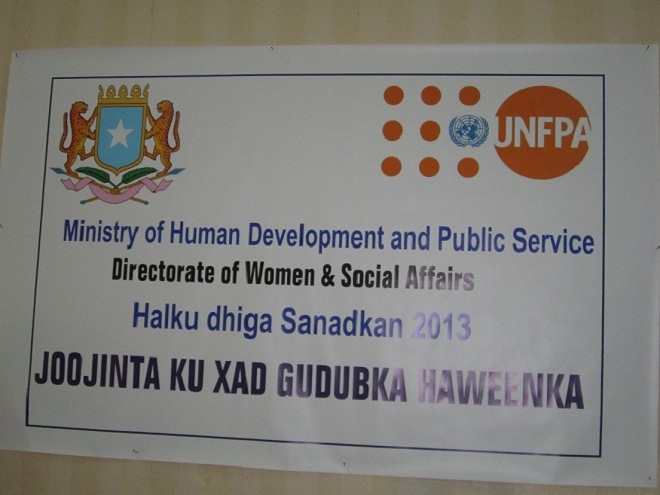 UNFPA
Ministry of Human Development and Public Service
Directorate of Women & Social Affairs
Halku dhiga Sanadkan 2013
JOOJINTA KU XAD GUDUBKA HAWEENKA